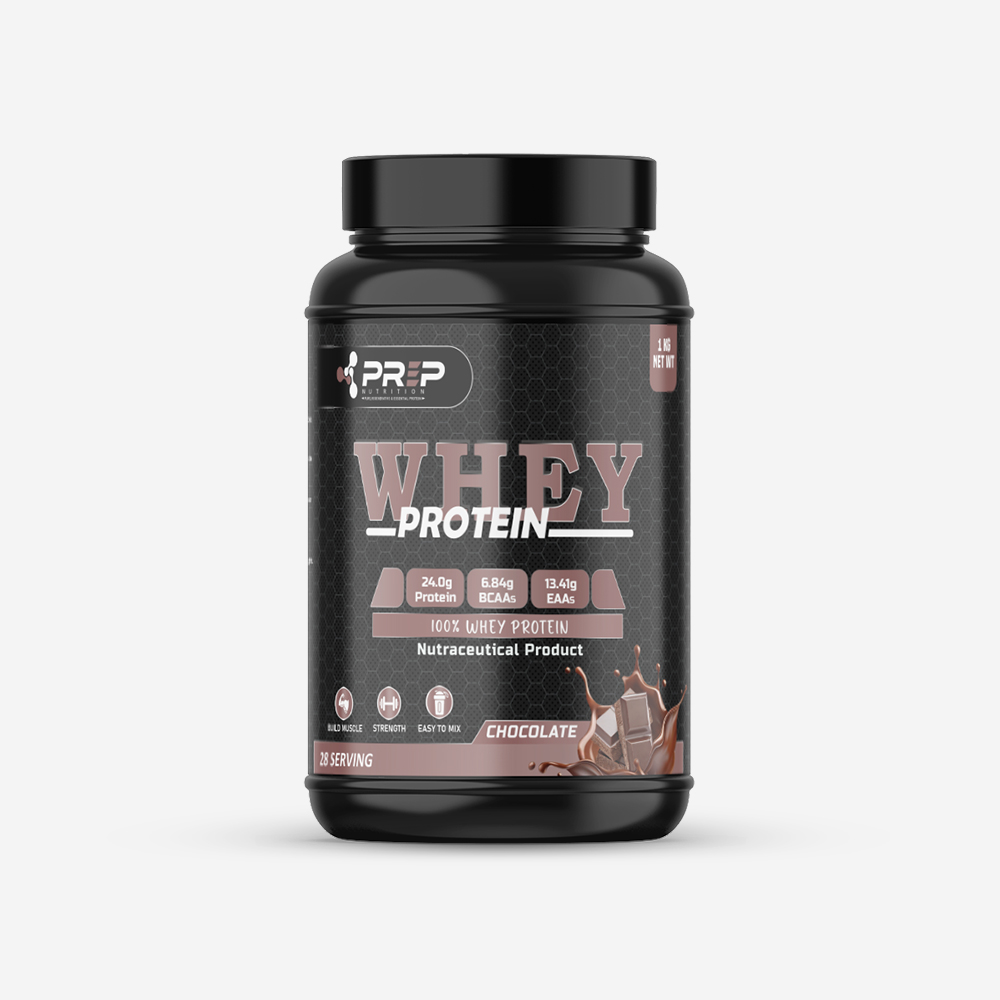 PREP
NUTRITION
1 KG
NET WT
WHEY
PROTEIN
24.0g
Protein
6.84g
BCAAs
13.41g
EAAs
100% WHEY PROTEIN
Nutraceutical Product
BUILD MUSCLE
STRENGTH
EASY TO MIX
CHOCOLATE
28 SERVING